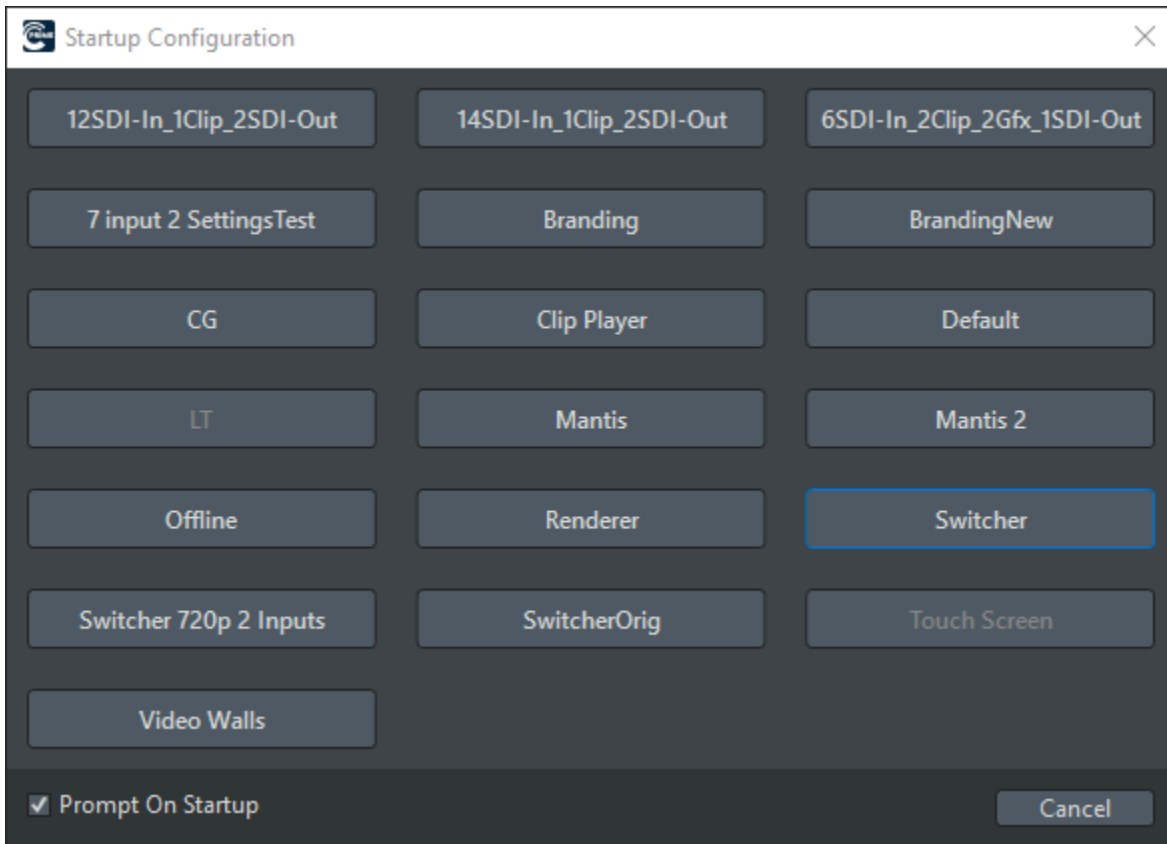 PRIME
Startup Configuration
12SDI-In_1Clip_2SDI-Out
14SDI-In_1Clip_2SDI-Out
6SDI-In_2Clip_2Gfx_1SDI-Out
7 input 2 SettingsTest
Branding
BrandingNew
CG
Clip Player
Default
LT
Mantis
Mantis 2
Offline
Renderer
Switcher
Switcher 720p 2 Inputs
SwitcherOrig
Touch Screen
Video Walls
Prompt On Startup
Cancel